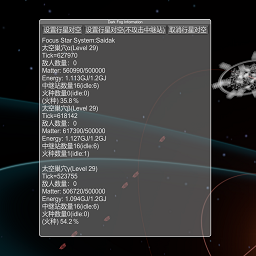 Dark Fog Information
设置行星对空 设置行星对空(不攻击中继站) 取消行星对空
Focus Star System:Saidak
太空巢穴α(Level 29)
Tick=627970
敌人数量: 0
Matter: 560990/500000
Energy: 1.113GJ/1.2GJ
中继站数量16(idle:6)
火种数量0(idle:0)
(火种) 35.8 %
太空巢穴β(Level 29)
Tick=618142
敌人数量: 0
Matter: 617390/500000
Energy: 1.127GJ/1.2GJ
中继站数量16(idle:6)
火种数量1(idle:1)
太空巢穴γ(Level 29)
Tick=523755
敌人数量: 0
Matter: 506720/500000
Energy: 1.094GJ/1.2GJ
中继站数量16(idle:6)
火种数量0(idle:0)
(火种) 54.2 %